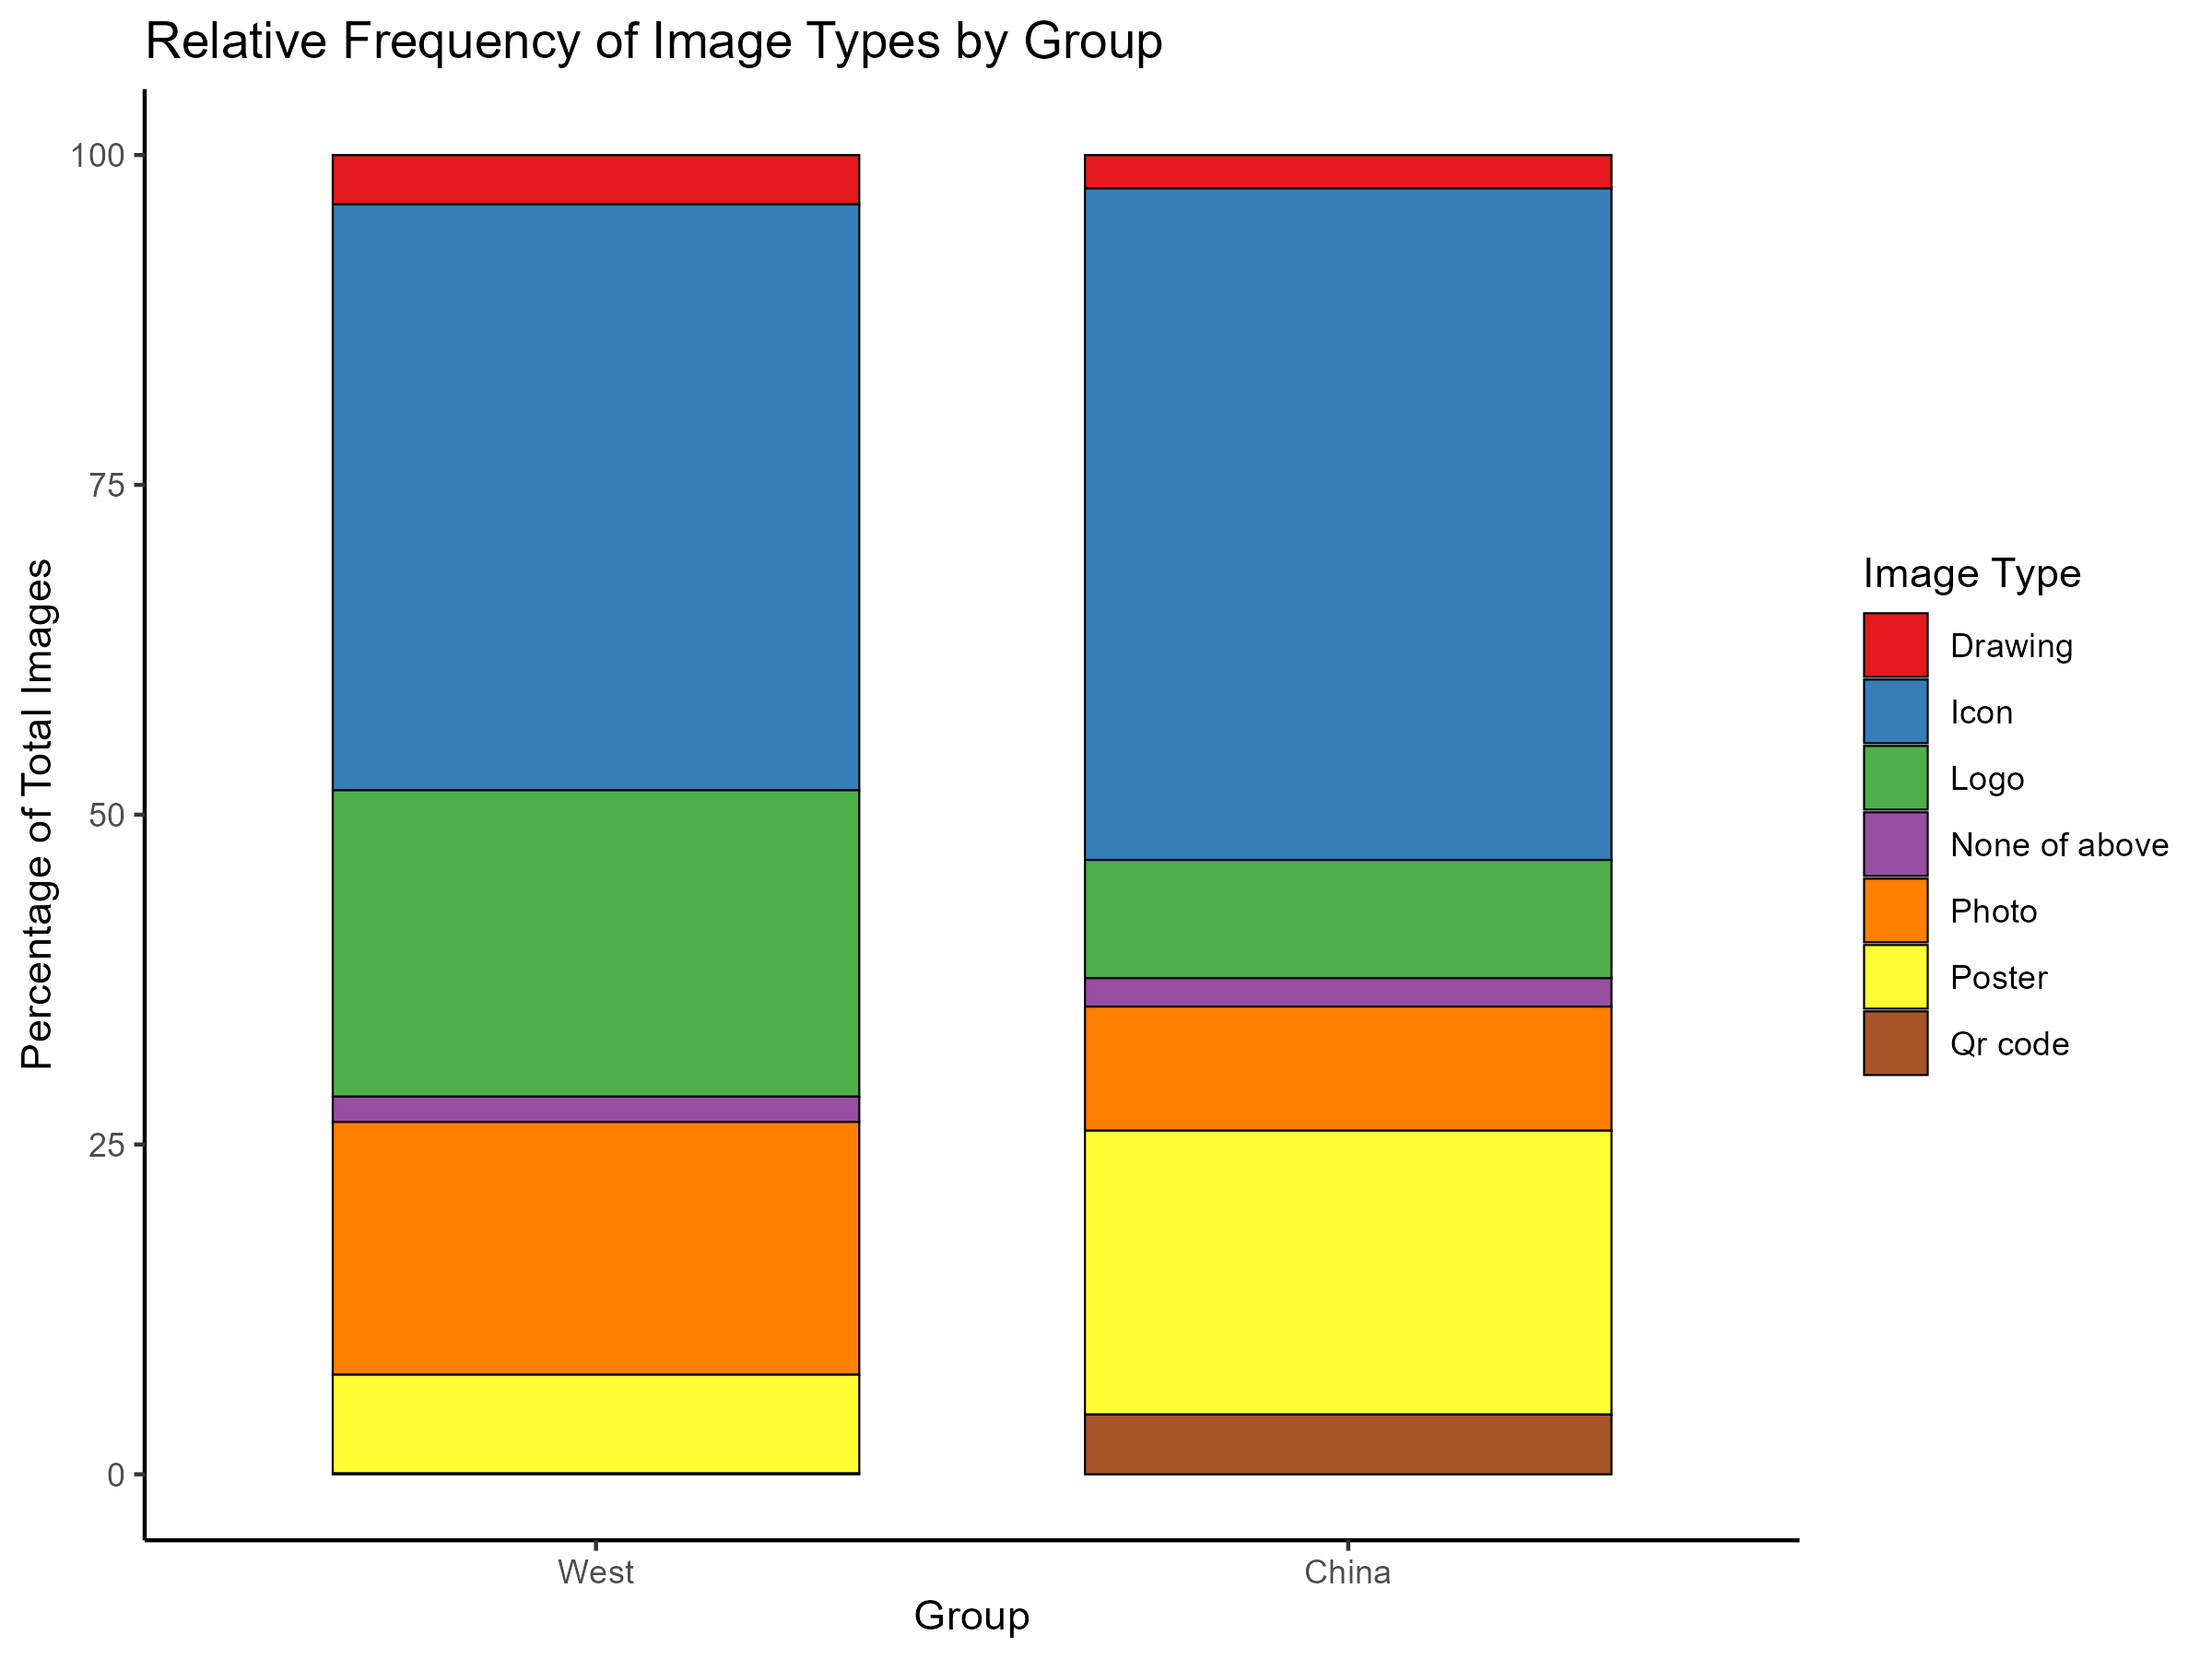 Relative Frequency of Image Types by Group
Percentage of Total Images
100
75
50
25
0
West
China
Group
Image Type
Drawing
Icon
Logo
None of above
Photo
Poster
Qr code